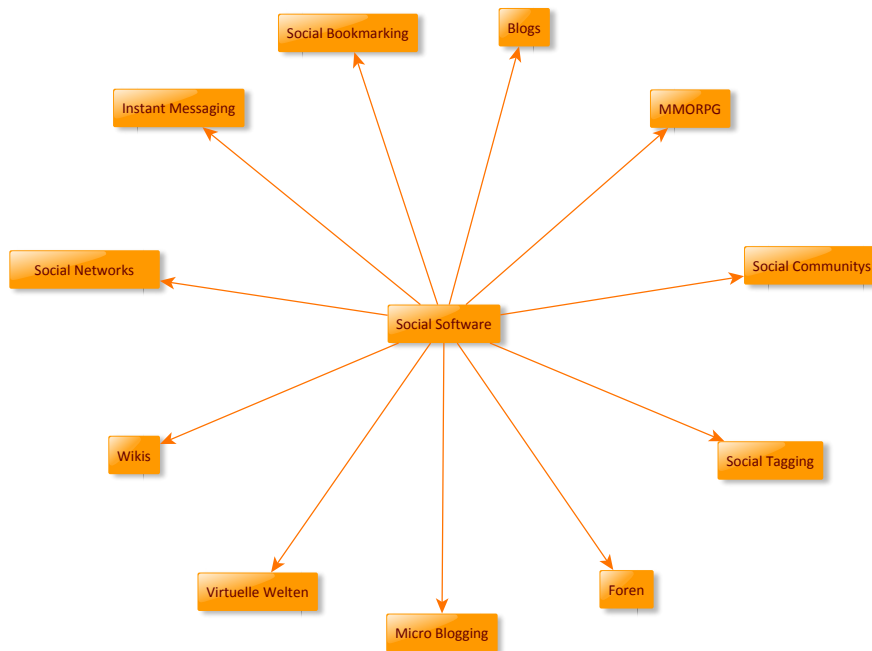 Blogs
Social Bookmarking
Instant Messaging
MMORPG
Social Networks
Social Communitys
Social Software
Wikis
Social Tagging
Virtuelle Welten
Foren
Micro Blogging